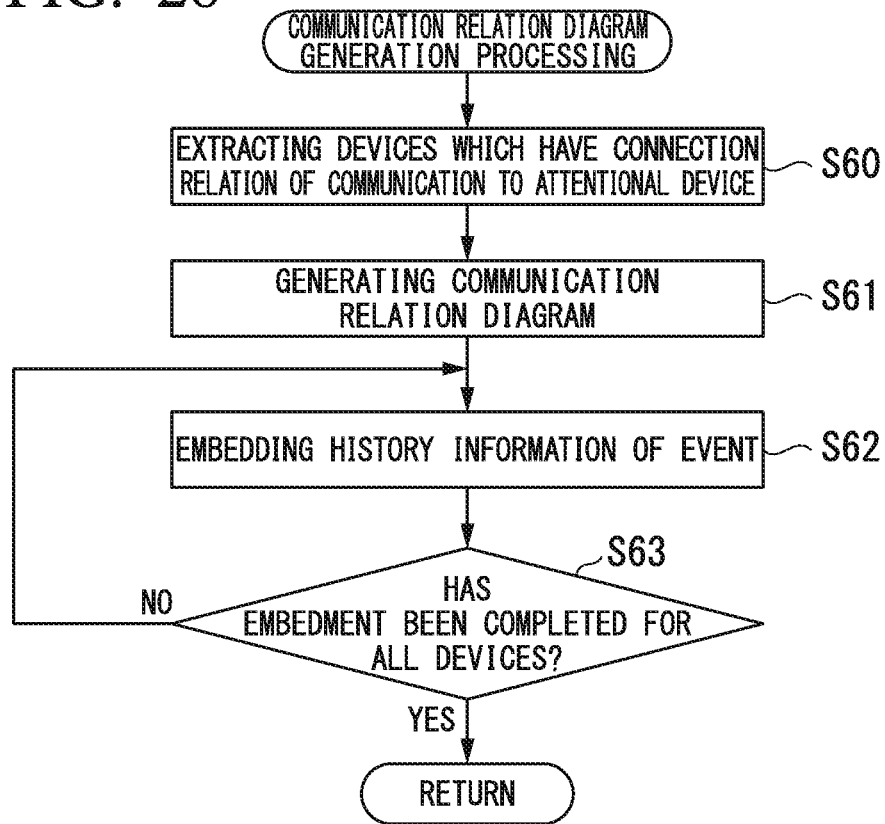 FIG. 20
COMMUNICATION RELATION DIAGRAM
GENERATION PROCESSING
EXTRACTING DEVICES WHICH HAVE CONNECTION
RELATION OF COMMUNICATION TO ATTENTIONAL DEVICE
S60
GENERATING COMMUNICATION
RELATION DIAGRAM
S61
EMBEDDING HISTORY INFORMATION OF EVENT
S62
S63
HAS
EMBEDMENT BEEN COMPLETED FOR
ALL DEVICES?
NO
YES
RETURN